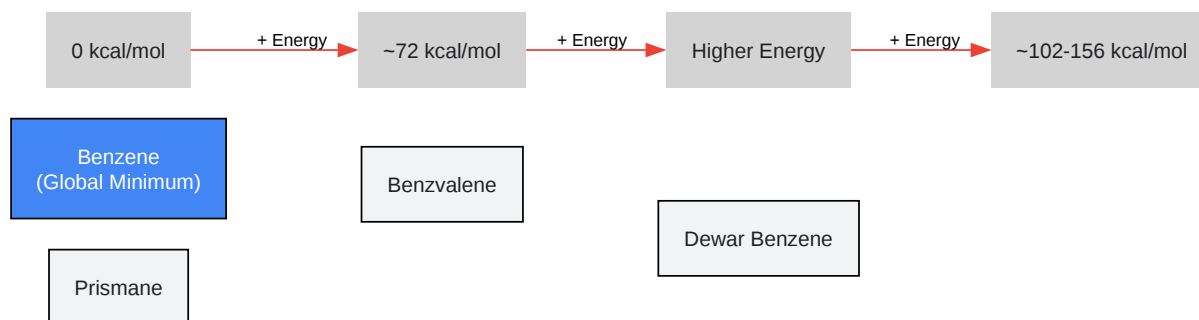 0 kcal/mol
+ Energy
~72 kcal/mol
+ Energy
Higher Energy
+ Energy
~102-156 kcal/mol
Benzene
(Global Minimum)
Benzvalene
Dewar Benzene
Prismane